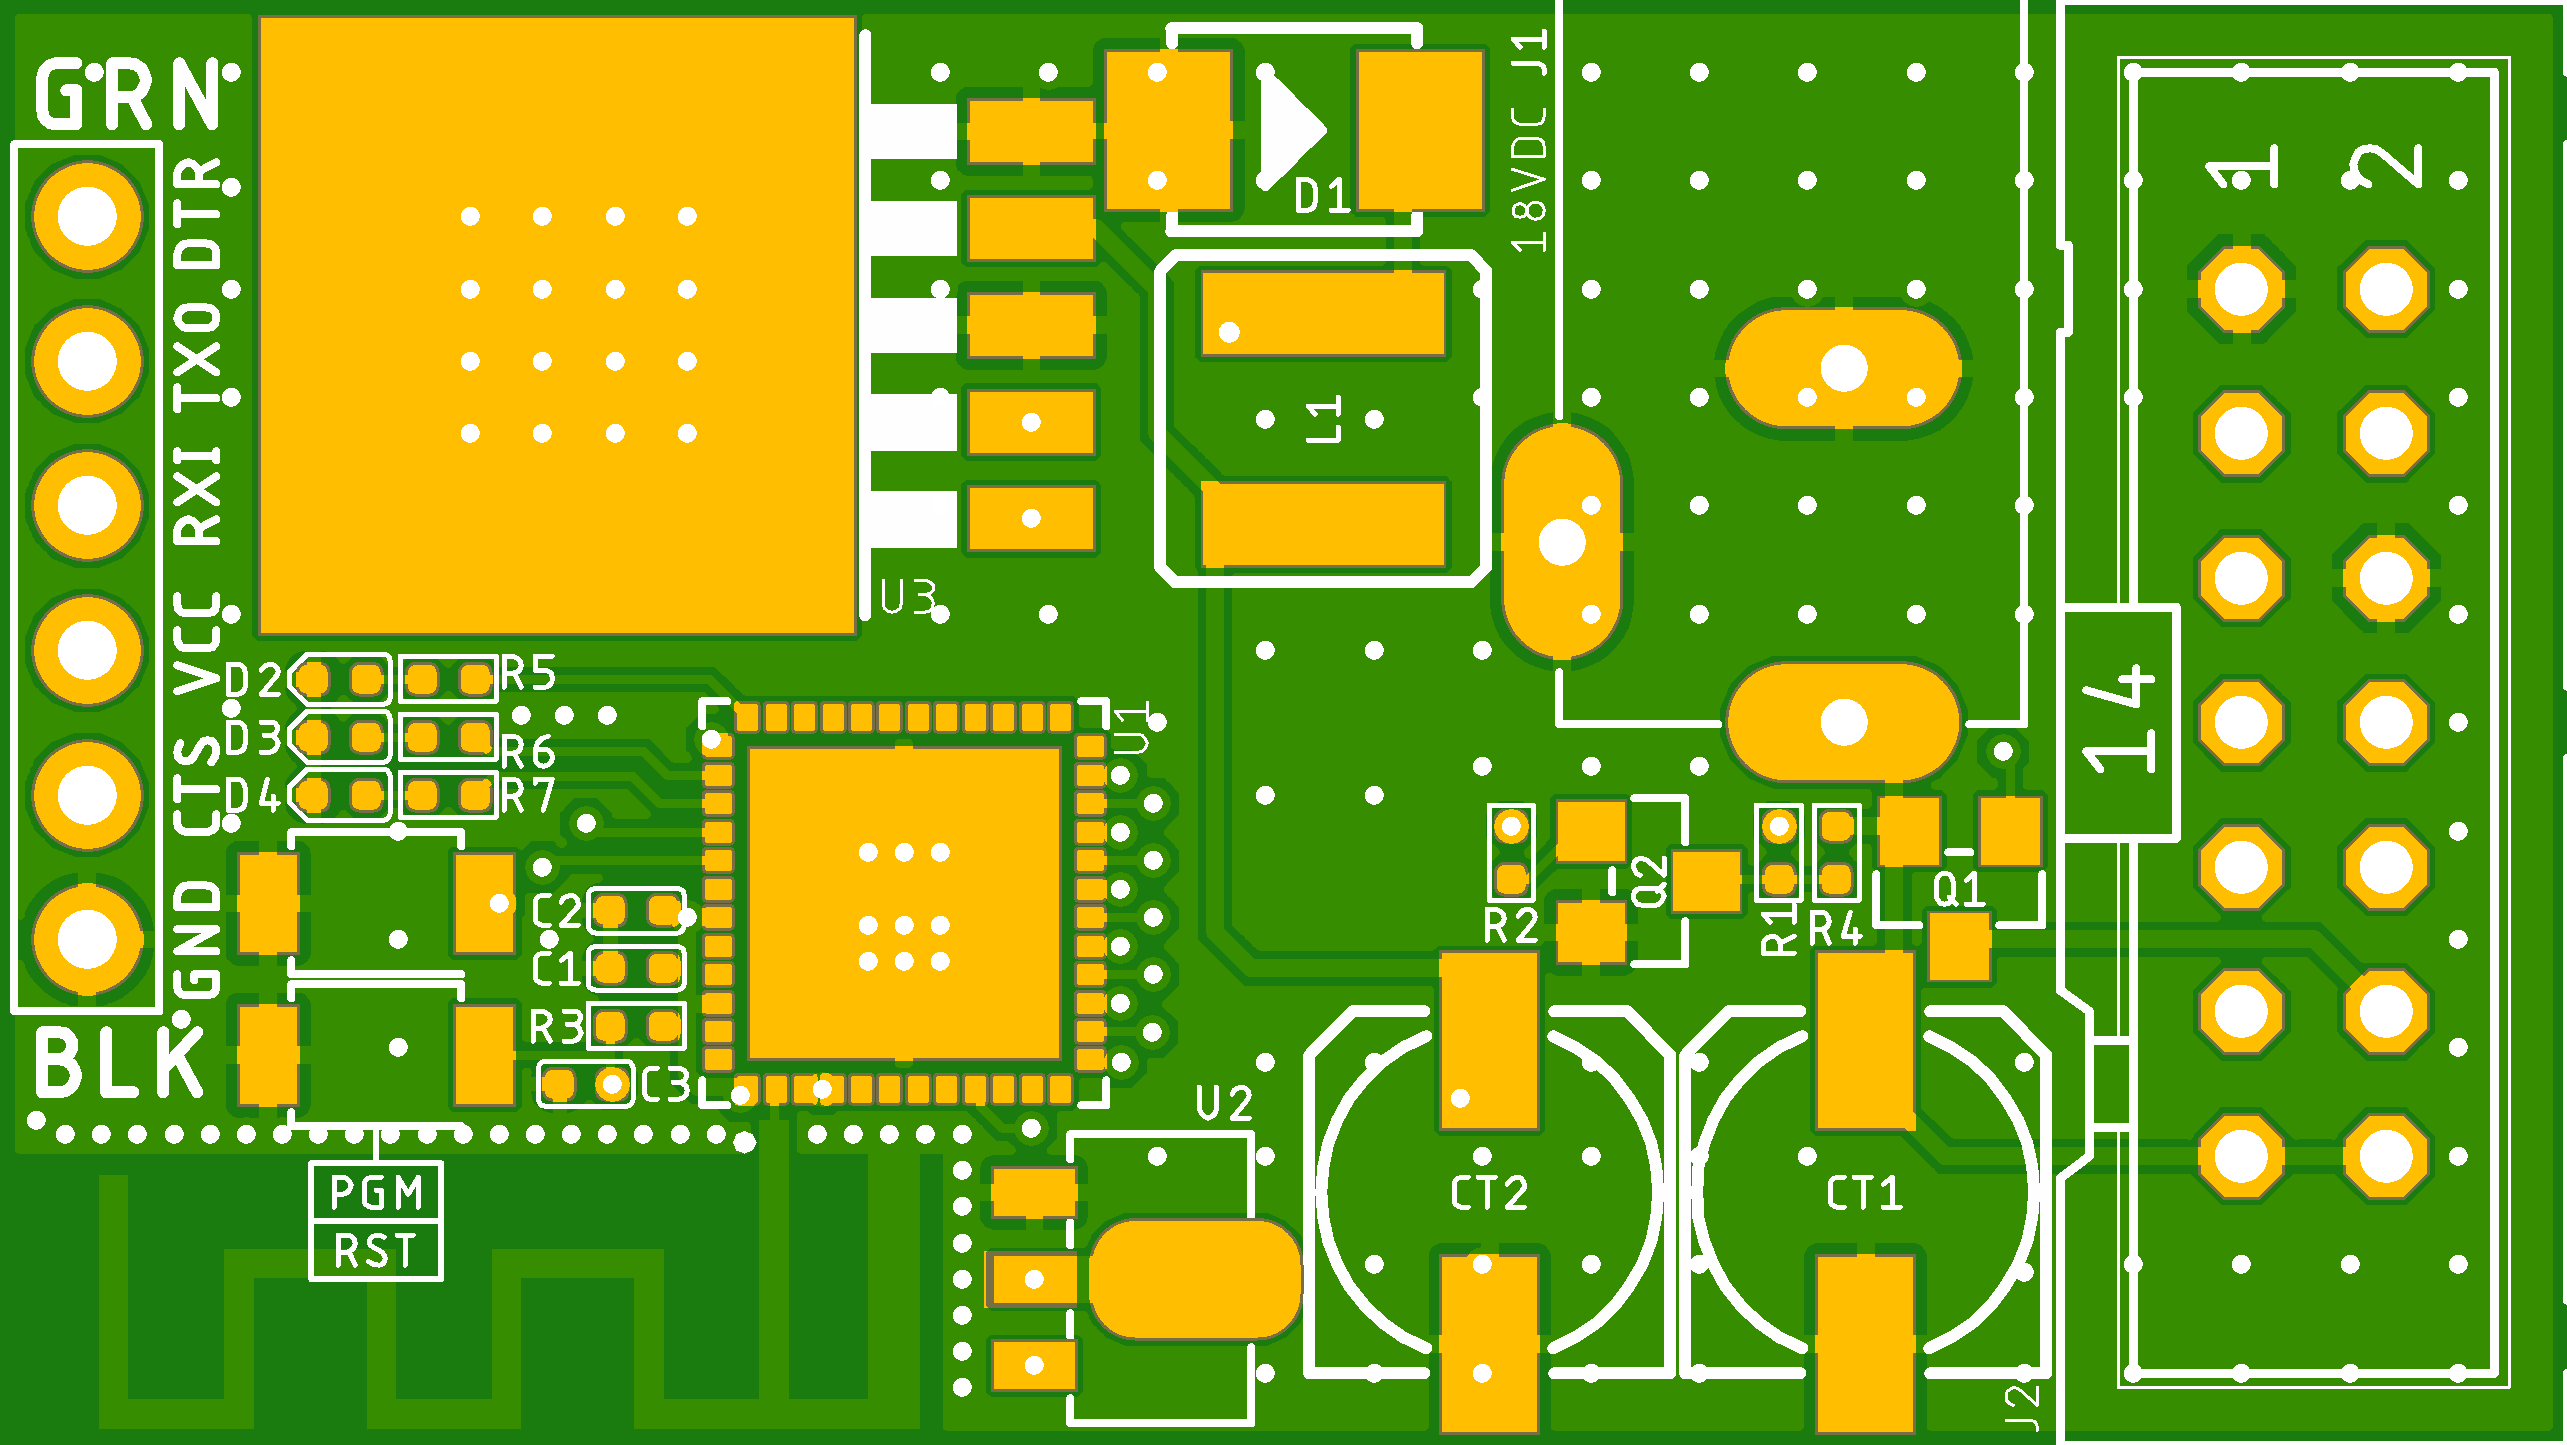 GRN
DTR
TXO
RXI
VCC
CTS
GND
BLK
U3
D1
18VDC J1
L1
1 2
14
D2
R5
D3
R6
D4
R7
U1
C2
C1
R3
C3
R2
Q2
R1
R4
Q1
U2
CT2
CT1
J2
PGM
RST